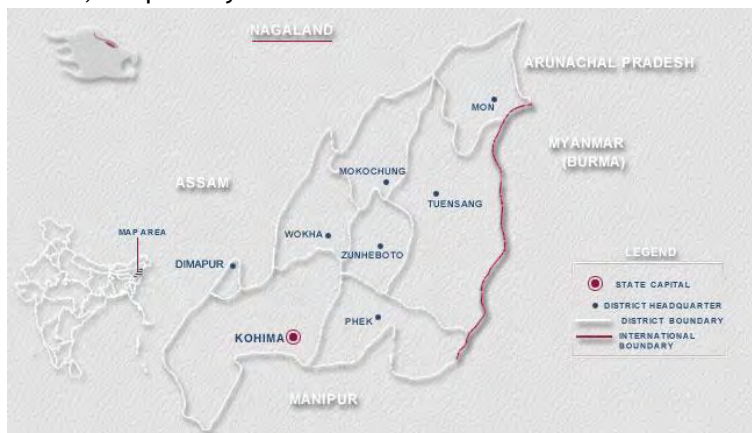 NAGALAND
ARUNACHAL PRADESH
MON
MYANMAR
(BURMA)
MOKOCHUNG
ASSAM
TUENSANG
MAP AREA
WOKHA
ZUNHEBOTO
DIMAPUR
LEGEND
STATE CAPITAL
DISTRICT HEADQUARTER
DISTRICT BOUNDARY
INTERNATIONAL
BOUNDARY
PHEK
KOHIMA
MANIPUR